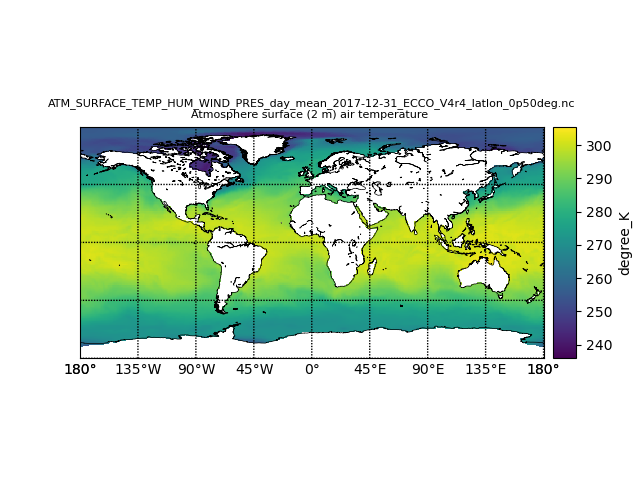 ATM_SURFACE_TEMP_HUM_WIND_PRES_day_mean_2017-12-31_ECCO_V4r4_latlon_0p50deg.nc
Atmosphere surface (2 m) air temperature
300
290
280
270
260
250
240
degree_K
180° 135°W 90°W 45°W 0° 45°E 90°E 135°E 180°